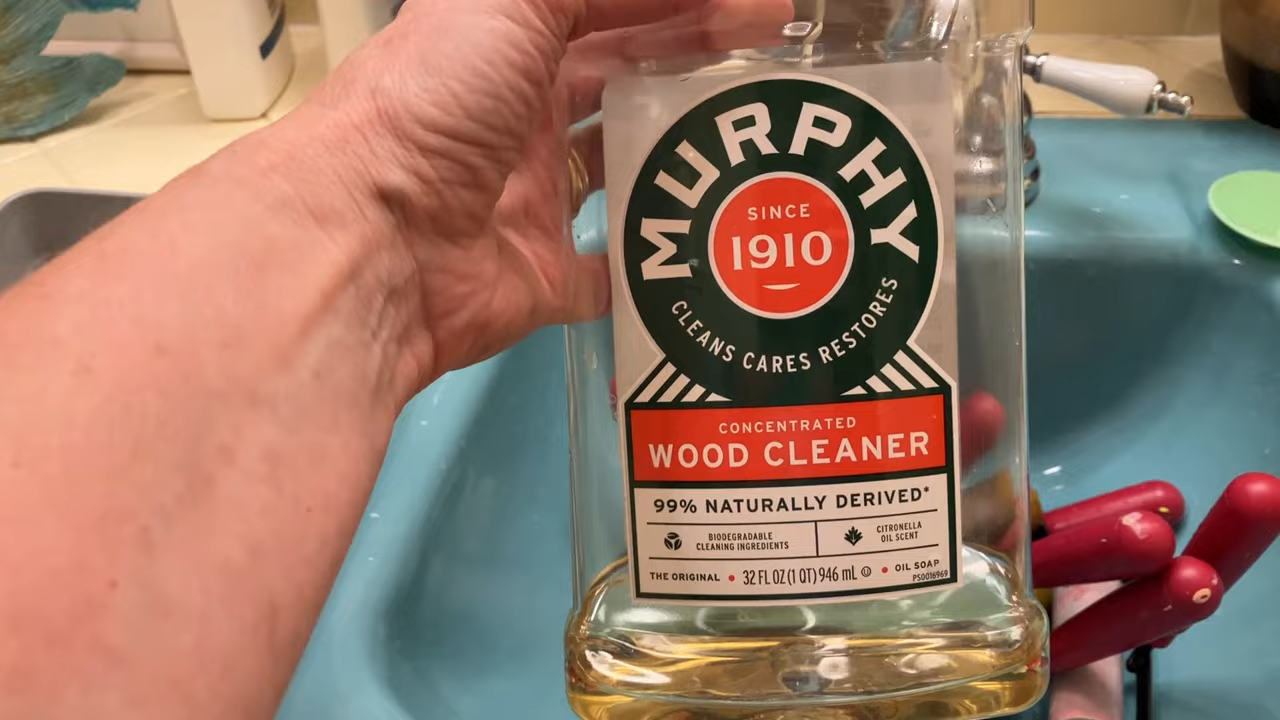 MURPHY
SINCE
1910
CLEANS CARES RESTORES
CONCENTRATED
WOOD CLEANER
99% NATURALLY DERIVED*
BIODEGRADABLE
CLEANING INGREDIENTS
CITRONELLA
OIL SCENT
THE ORIGINAL • 32 FL OZ (1 QT) 946 mL U • OIL SOAP
PS0016969